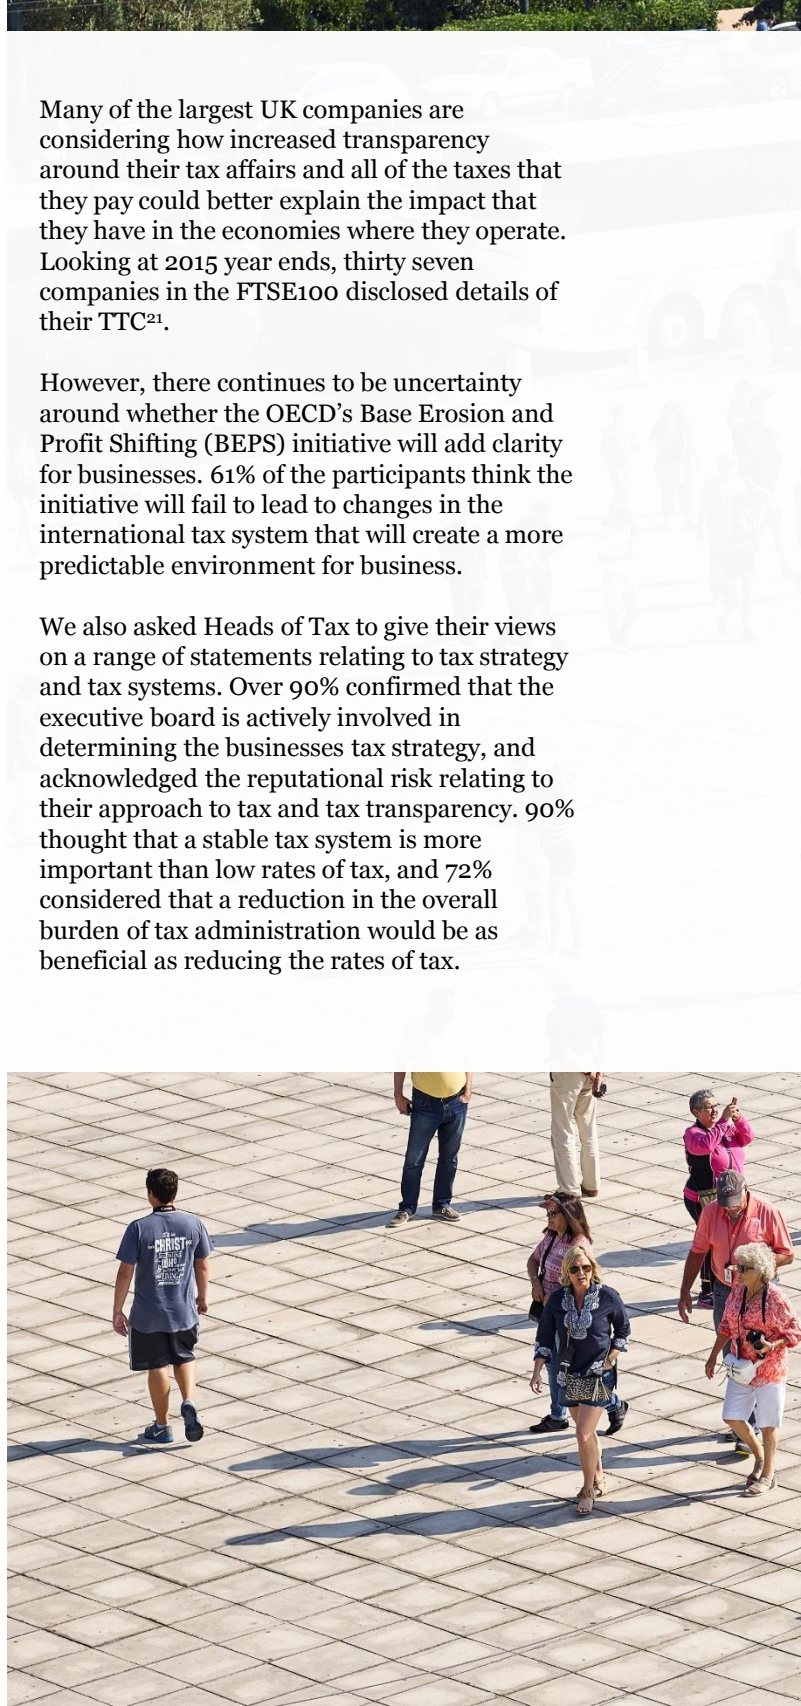 Many of the largest UK companies are
considering how increased transparency
around their tax affairs and all of the taxes that
they pay could better explain the impact that
they have in the economies where they operate.
Looking at 2015 year ends, thirty seven
companies in the FTSE100 disclosed details of
their TTC²¹.
However, there continues to be uncertainty
around whether the OECD’s Base Erosion and
Profit Shifting (BEPS) initiative will add clarity
for businesses. 61% of the participants think the
initiative will fail to lead to changes in the
international tax system that will create a more
predictable environment for business.
We also asked Heads of Tax to give their views
on a range of statements relating to tax strategy
and tax systems. Over 90% confirmed that the
executive board is actively involved in
determining the businesses tax strategy, and
acknowledged the reputational risk relating to
their approach to tax and tax transparency. 90%
thought that a stable tax system is more
important than low rates of tax, and 72%
considered that a reduction in the overall
burden of tax administration would be as
beneficial as reducing the rates of tax.
CHRIST